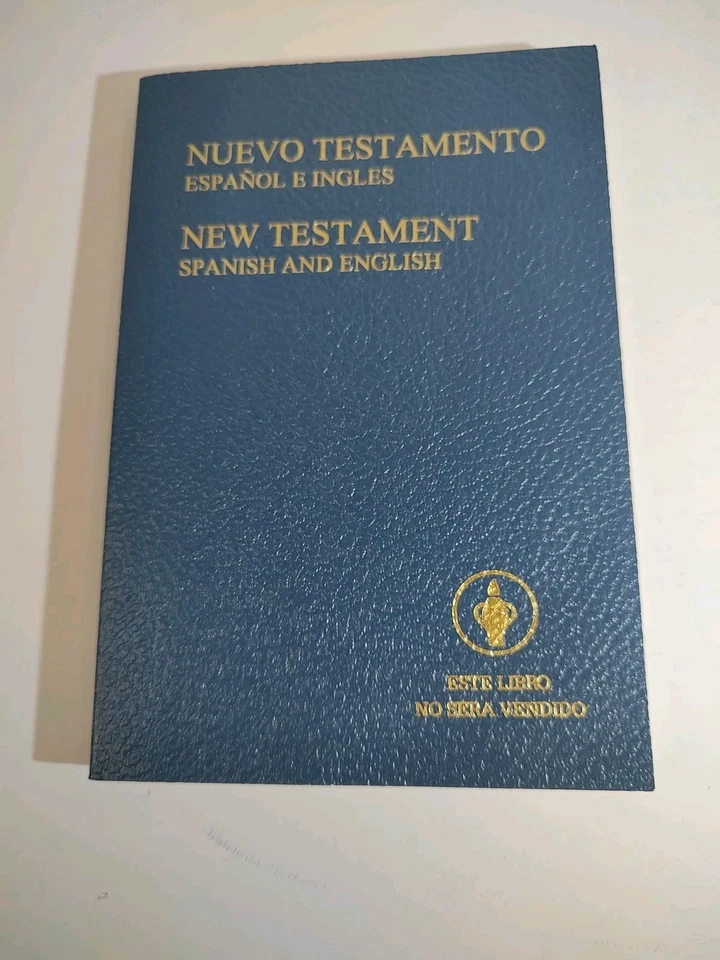 NUEVO TESTAMENTO
ESPAÑOL E INGLES
NEW TESTAMENT
SPANISH AND ENGLISH
ESTE LIBRO
NO SERA VENDIDO